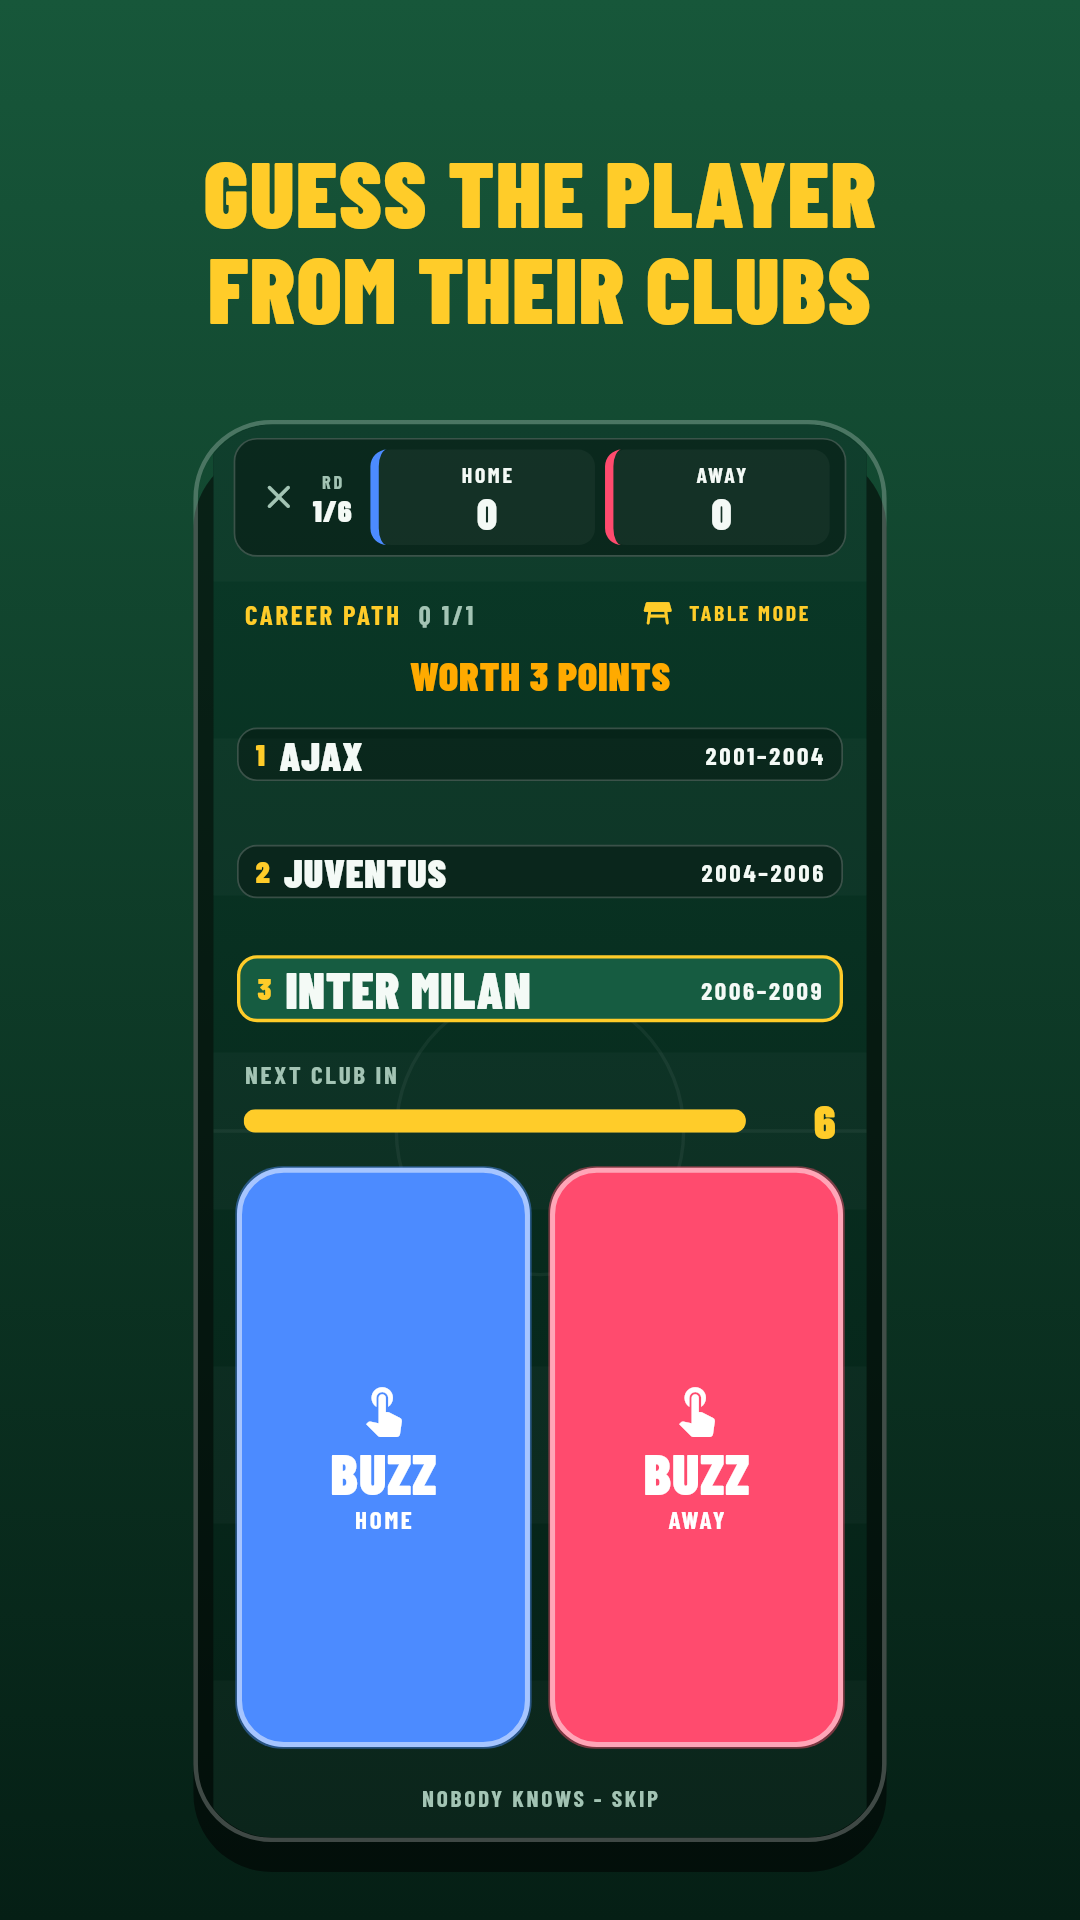 GUESS THE PLAYER
FROM THEIR CLUBS
RD
1/6
HOME
0
AWAY
0
CAREER PATH Q 1/1
TABLE MODE
WORTH 3 POINTS
1 AJAX 2001–2004
2 JUVENTUS 2004–2006
3 INTER MILAN 2006–2009
NEXT CLUB IN
6
BUZZ
HOME
BUZZ
AWAY
NOBODY KNOWS - SKIP